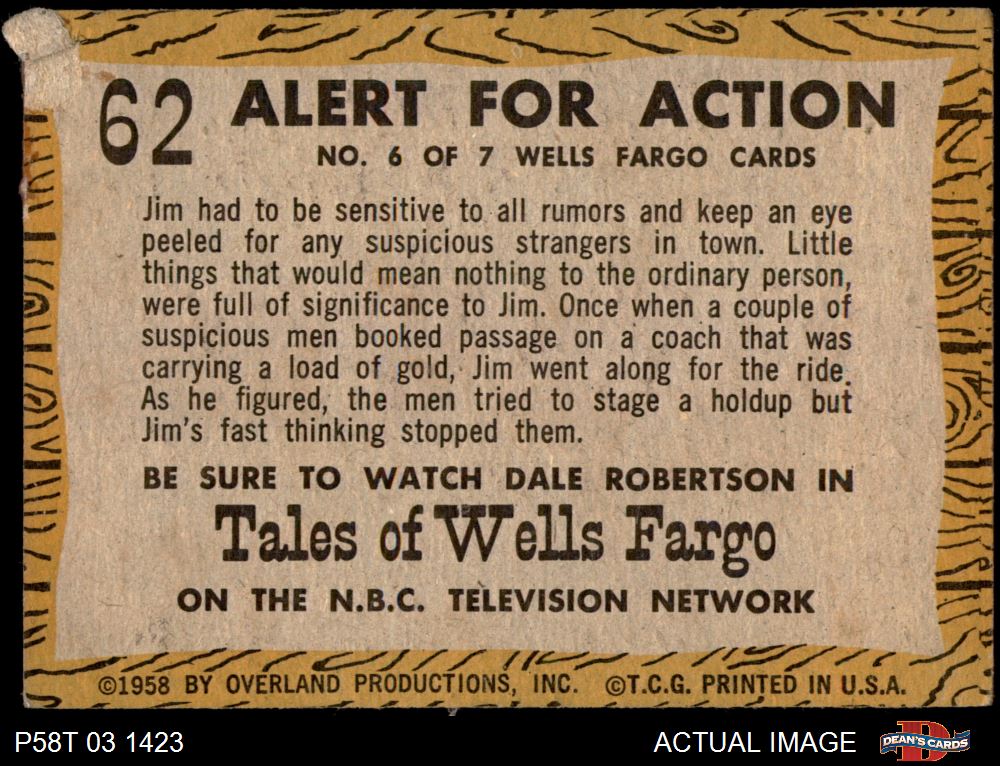 62 ALERT FOR ACTION
NO. 6 OF 7 WELLS FARGO CARDS
Jim had to be sensitive to all rumors and keep an eye
peeled for any suspicious strangers in town. Little
things that would mean nothing to the ordinary person,
were full of significance to Jim. Once when a couple of
suspicious men booked passage on a coach that was
carrying a load of gold, Jim went along for the ride.
As he figured, the men tried to stage a holdup but
Jim's fast thinking stopped them.
BE SURE TO WATCH DALE ROBERTSON IN
Tales of Wells Fargo
ON THE N.B.C. TELEVISION NETWORK
©1958 BY OVERLAND PRODUCTIONS, INC. ©T.C.G. PRINTED IN U.S.A.
P58T 03 1423 ACTUAL IMAGE DEAN'S CARDS